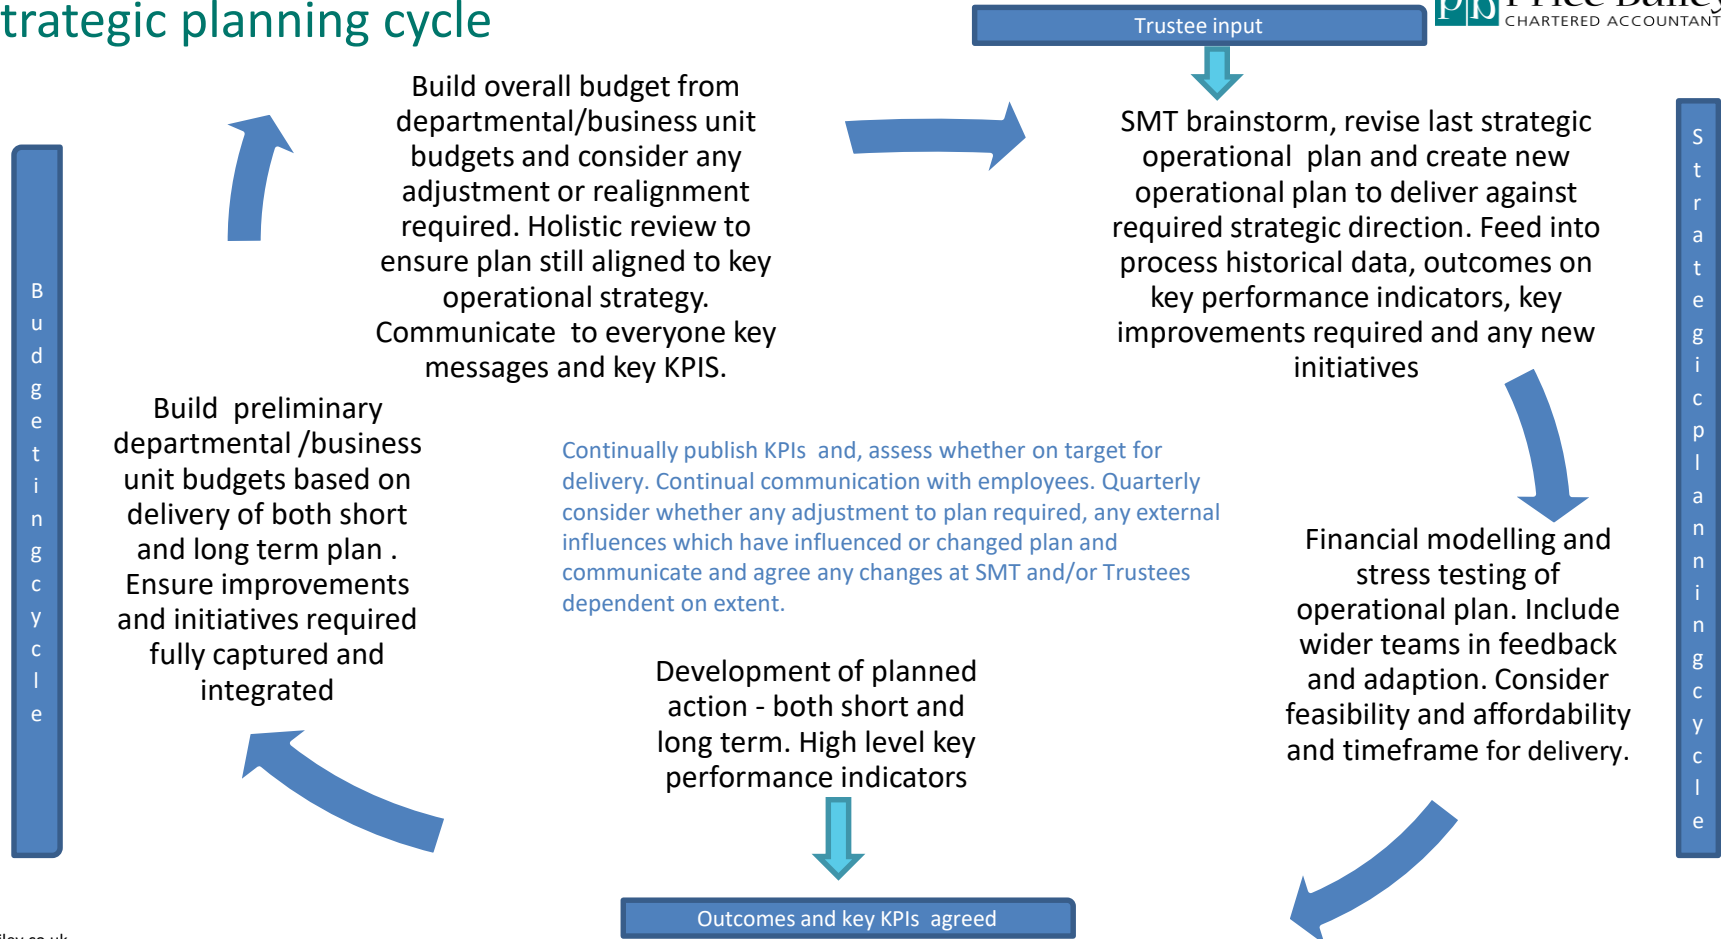 trategic planning cycle
Trustee input
CHARTERED ACCOUNTANT
Build overall budget from
departmental/business unit
budgets and consider any
adjustment or realignment
required. Holistic review to
ensure plan still aligned to key
operational strategy.
Communicate to everyone key
messages and key KPIS.
SMT brainstorm, revise last strategic
operational plan and create new
operational plan to deliver against
required strategic direction. Feed into
process historical data, outcomes on
key performance indicators, key
improvements required and any new
initiatives
Budgeting cycle
Strategic planning cycle
Build preliminary
departmental /business
unit budgets based on
delivery of both short
and long term plan .
Ensure improvements
and initiatives required
fully captured and
integrated
Continually publish KPIs and, assess whether on target for
delivery. Continual communication with employees. Quarterly
consider whether any adjustment to plan required, any external
influences which have influenced or changed plan and
communicate and agree any changes at SMT and/or Trustees
dependent on extent.
Financial modelling and
stress testing of
operational plan. Include
wider teams in feedback
and adaption. Consider
feasibility and affordability
and timeframe for delivery.
Development of planned
action - both short and
long term. High level key
performance indicators
Outcomes and key KPIs agreed